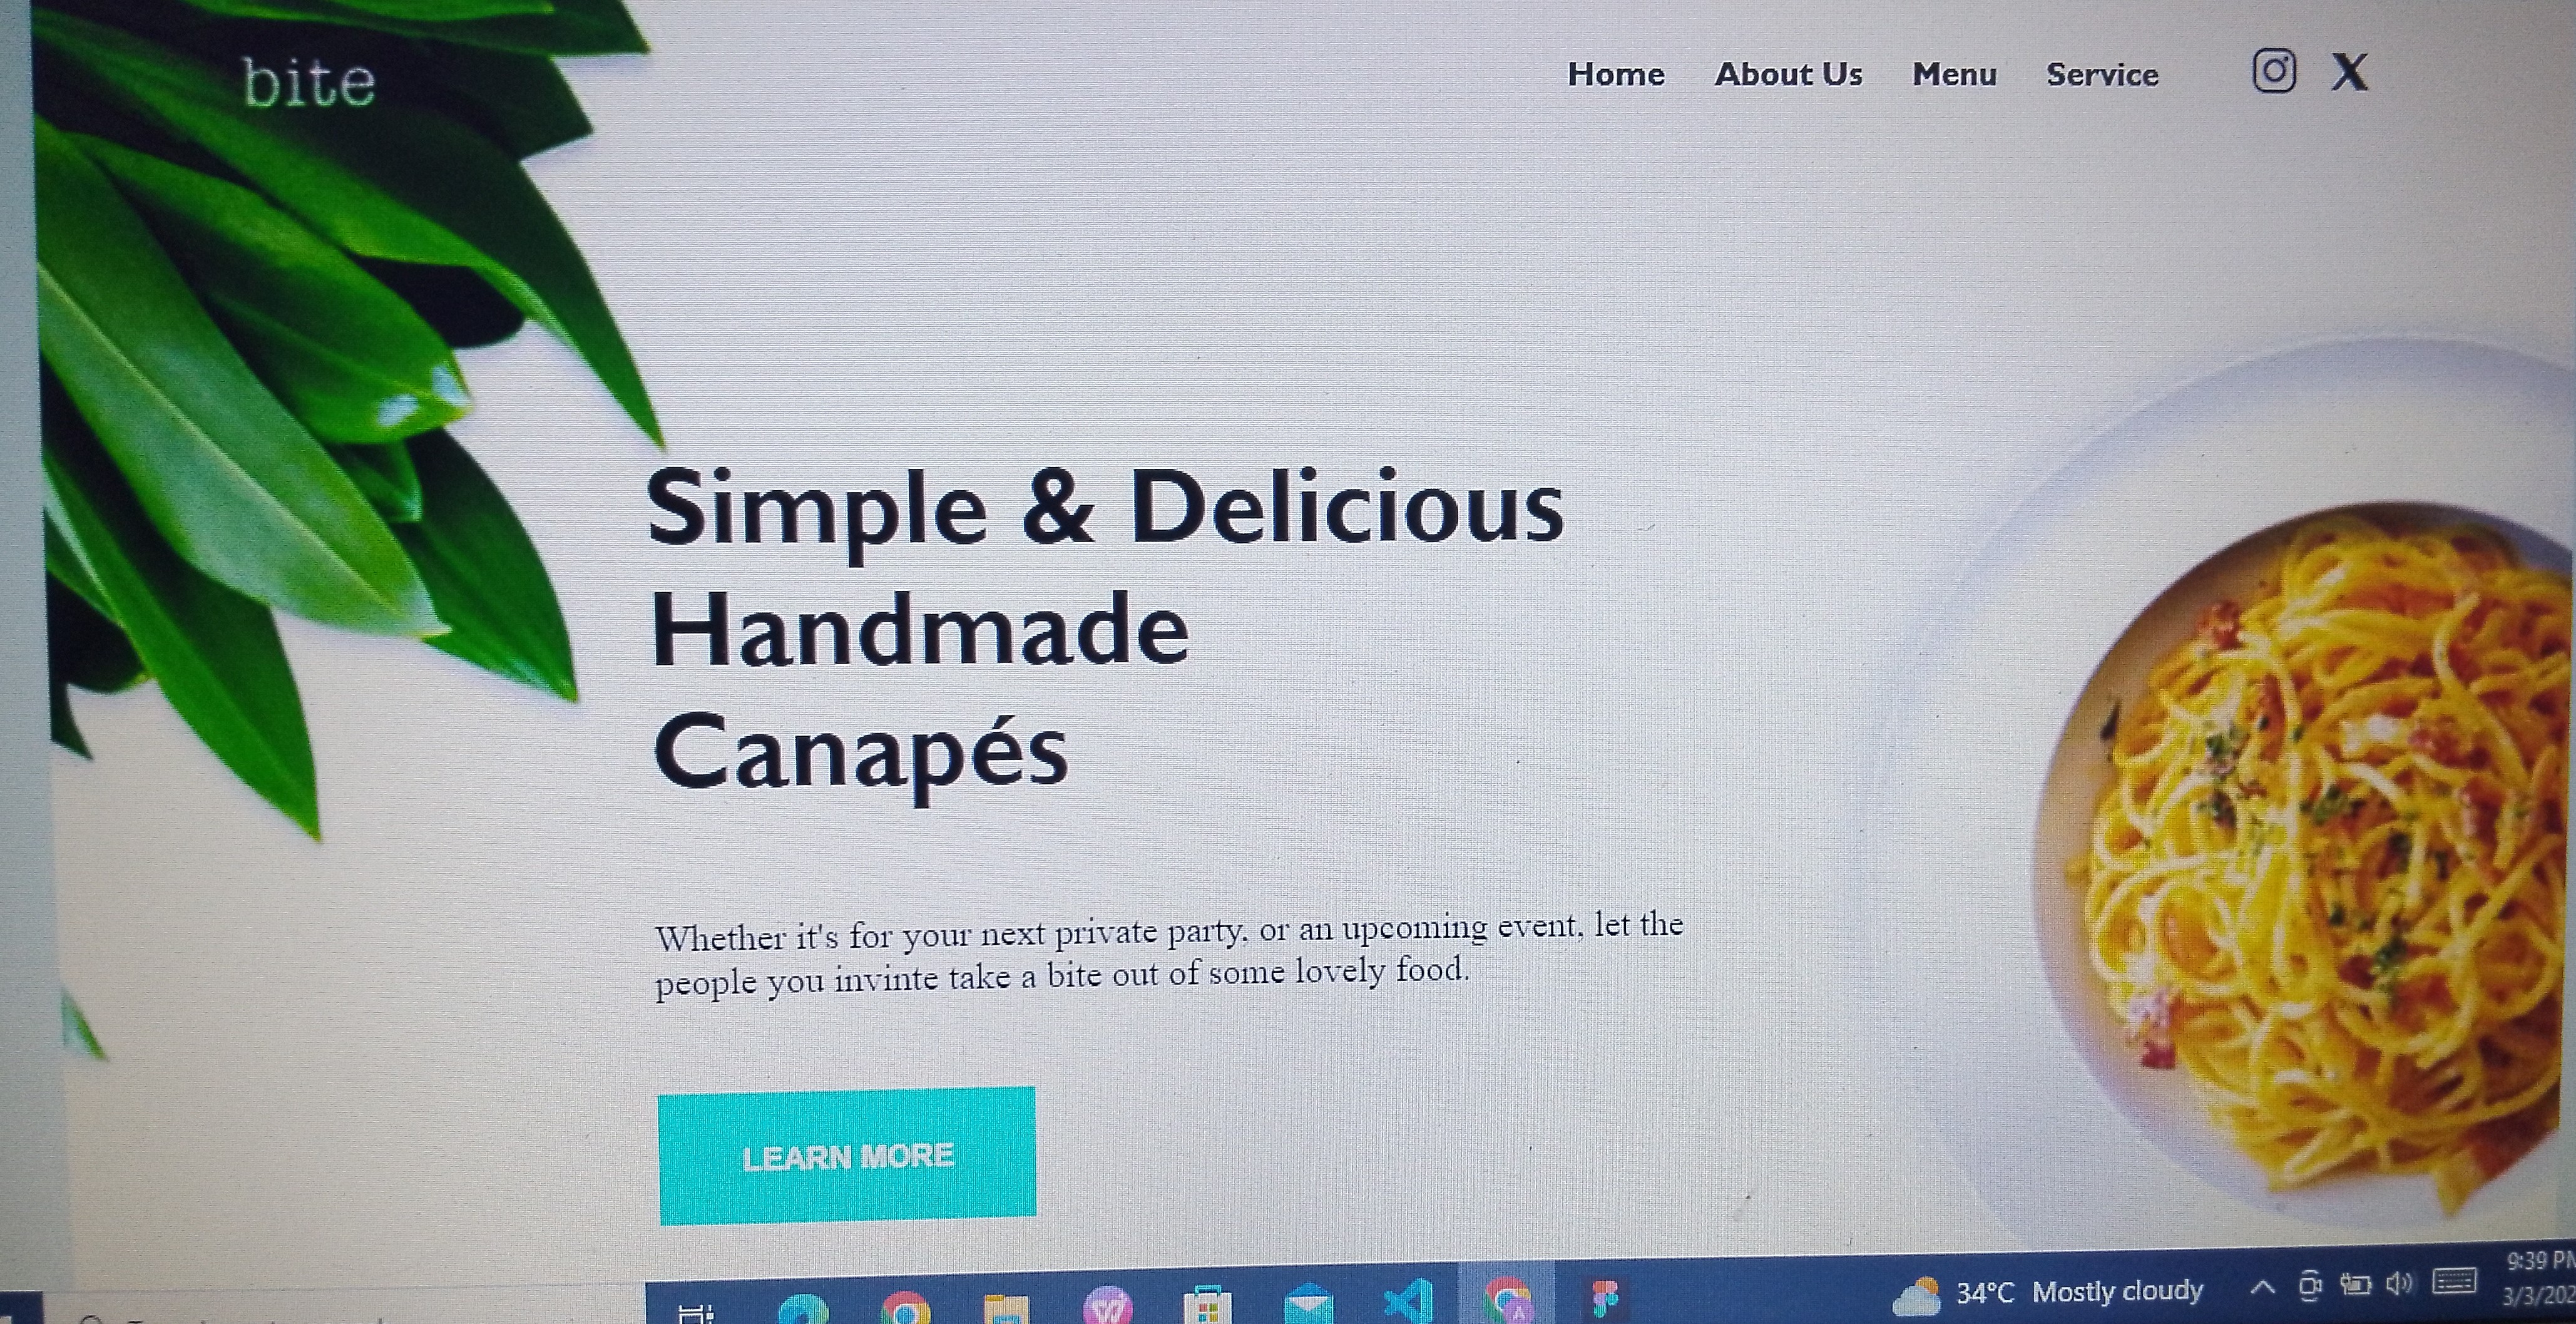 bite
Home About Us Menu Service
Simple & Delicious
Handmade
Canapés
Whether it's for your next private party, or an upcoming event, let the
people you invinte take a bite out of some lovely food.
LEARN MORE
34°C Mostly cloudy
9:39
3/3/202